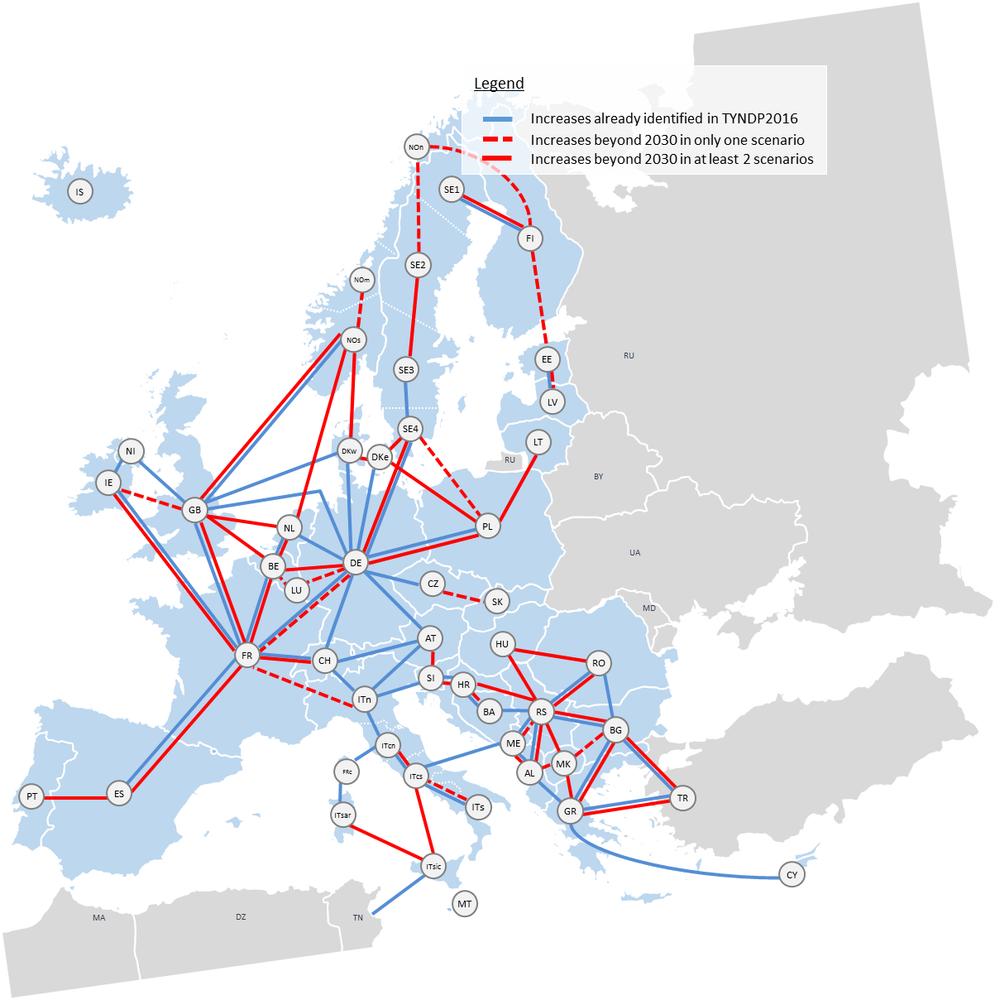 Legend
Increases already identified in TYNDP2016
Increases beyond 2030 in only one scenario
Increases beyond 2030 in at least 2 scenarios
NOn
IS
SE1
FI
SE2
NOm
NOs
RU
EE
SE3
LV
SE4
LT
NI
DKw
DKe
RU
BY
IE
GB
NL
PL
UA
BE
DE
LU
CZ
SK
MD
AT
HU
FR
CH
RO
SI
HR
ITn
BA
RS
BG
ITcn
ME
MK
FRc
ITcs
AL
PT
ES
TR
ITs
GR
ITsar
ITsic
CY
MT
MA
DZ
TN